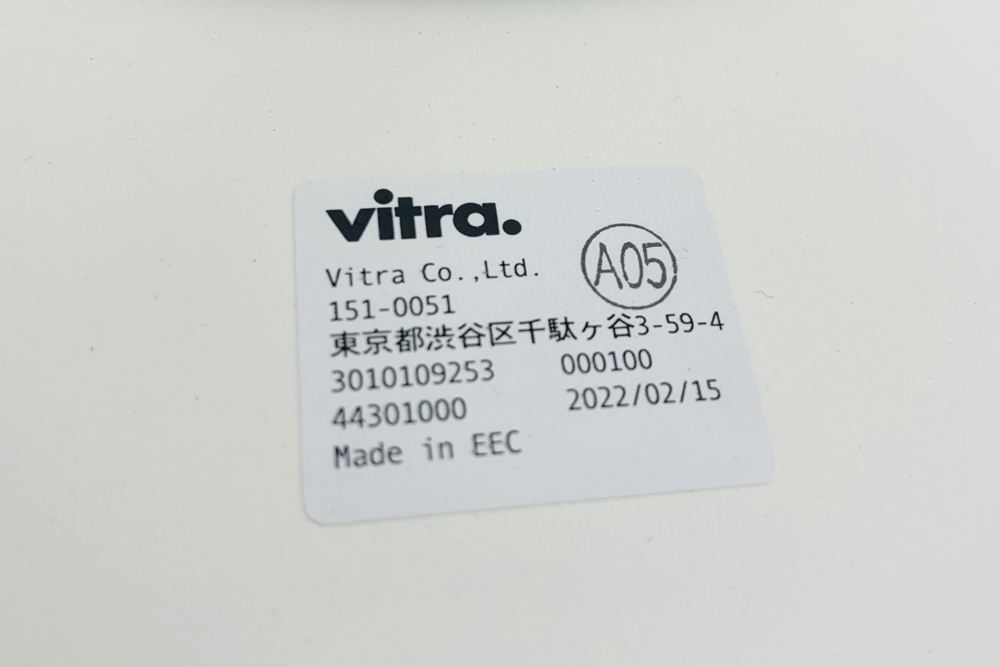 vitra.
Vitra Co.,Ltd.
A05
151-0051
東京都渋谷区千駄ヶ谷3-59-4
3010109253 000100
44301000 2022/02/15
Made in EEC